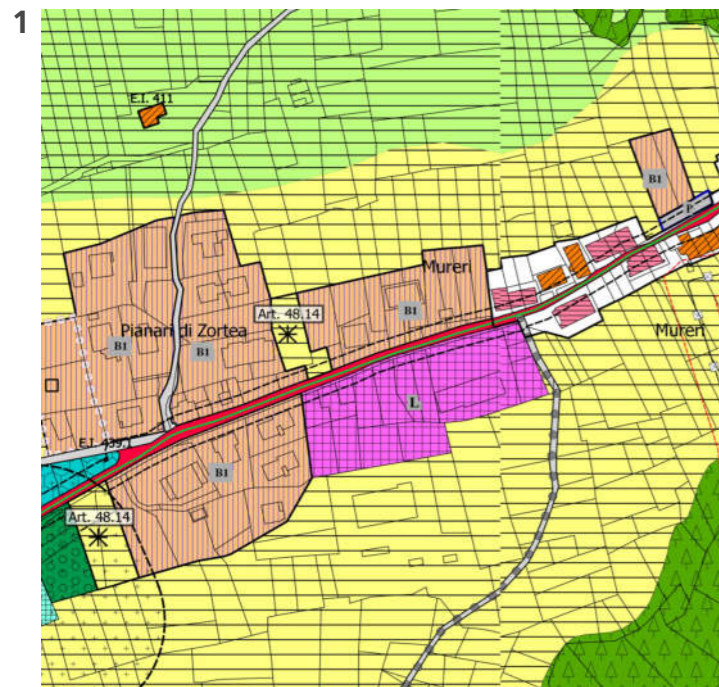 1
E.I. 411
B1
P
Mureri
Art. 48.14
B1
Pianari di Zortea
B1
B1
Mureri
L
E.I. 439.1
B1
Art. 48.14